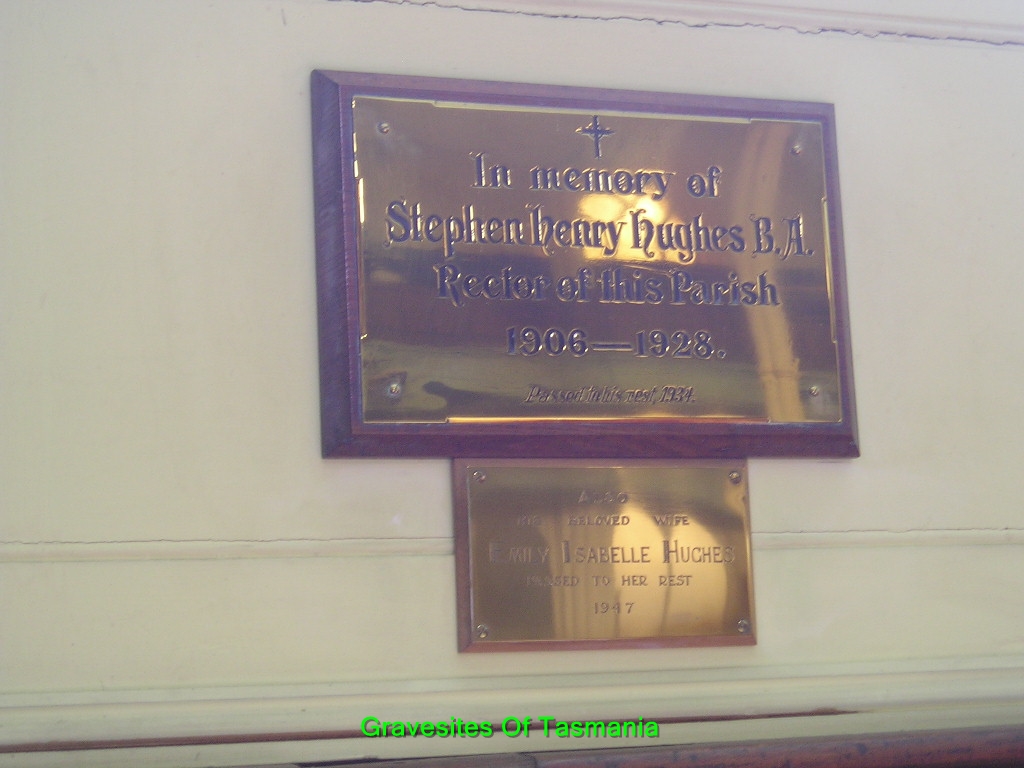 In memory of
Stephen Henry Hughes B.A.
Rector of this Parish
1906—1928.
Passed to his rest, 1934.
ALSO
HIS BELOVED WIFE
EMILY ISABELLE HUGHES
PASSED TO HER REST
1947
Gravesites Of Tasmania